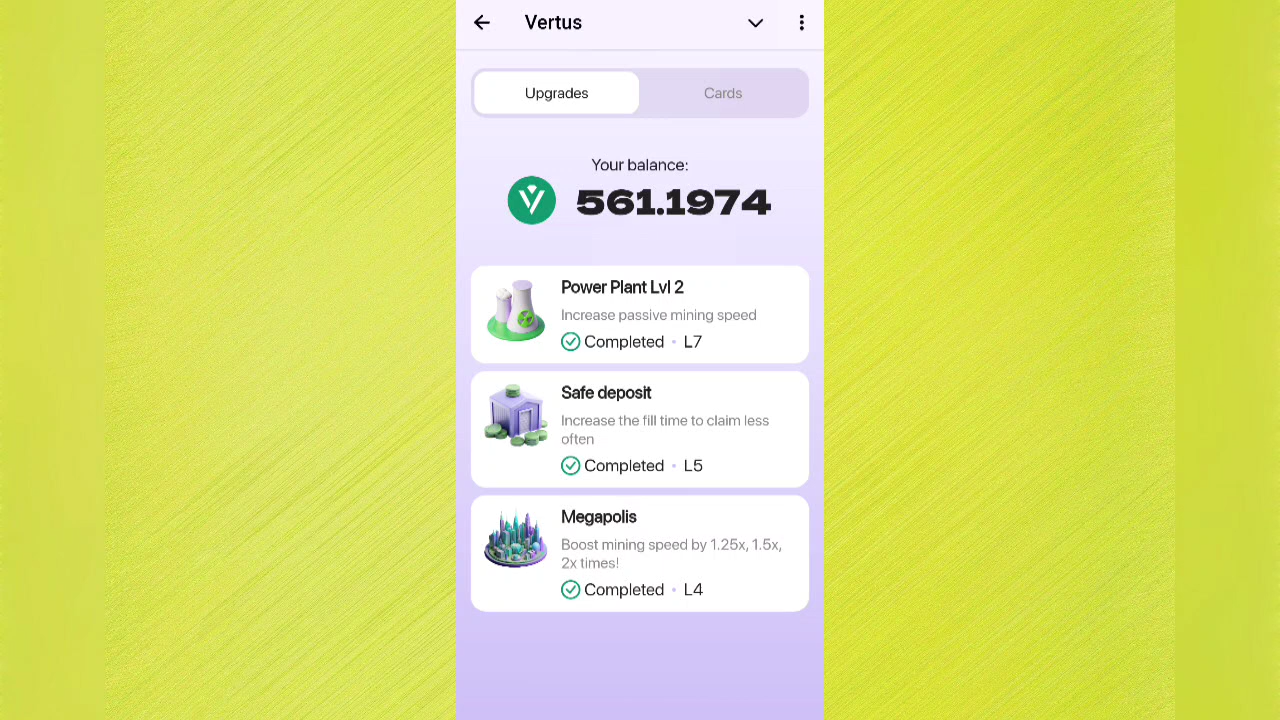 Vertus
Upgrades
Cards
Your balance:
561.1974
Power Plant Lvl 2
Increase passive mining speed
Completed • L7
Safe deposit
Increase the fill time to claim less
often
Completed • L5
Megapolis
Boost mining speed by 1.25x, 1.5x,
2x times!
Completed • L4